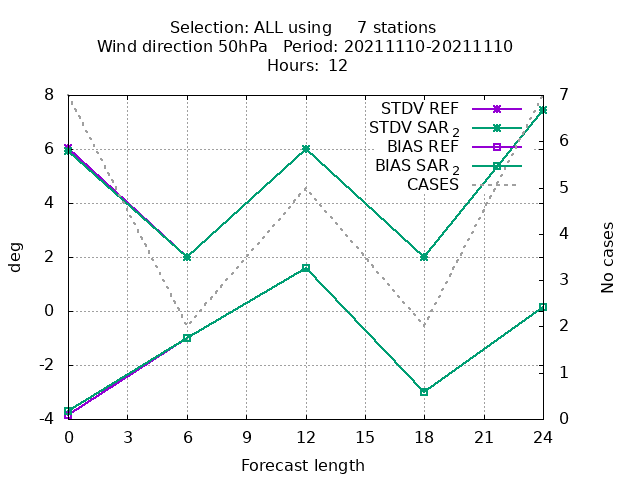 Selection: ALL using     7 stations
Wind direction 50hPa   Period: 20211110-20211110
Hours: 12
STDV REF
STDV SAR 2
BIAS REF
BIAS SAR 2
CASES
8
6
4
2
0
-2
-4
deg
7
6
5
4
3
2
1
0
No cases
0 3 6 9 12 15 18 21 24
Forecast length